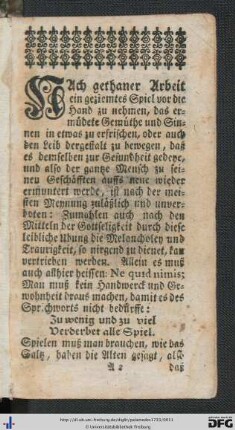 NAch gethaner Arbeit
ein geziemtes Spiel vor die
Hand zu nehmen, das er-
müdete Gemüthe und Sin-
nen in etwas zu erfrischen, oder auch
den Leib dergestalt zu bewegen, daß
es demselben zur Gesundheit gedeye,
und also der gantze Mensch zu sei-
nen Geschäfften auffs neue wieder
ermuntert werde, ist nach der mei-
sten Meynung zuläßlich und unver-
boten: Zumahlen auch nach den
Mitteln der Gottseligkeit durch diese
leibliche Ubung die Melancholey und
Traurigkeit, so nirgend zu dienet, kan
vertrieben werden. Allein es muß
auch allhier heissen: Ne quid nimis;
Man muß kein Handwerck und Ge-
wohnheit draus machen, damit es des
Sprichworts nicht bedürffe:
Zu wenig und zu viel
Verderbet alle Spiel.
Spielen muß man brauchen, wie das
Saltz, haben die Alten gesagt, also
A 2 daß